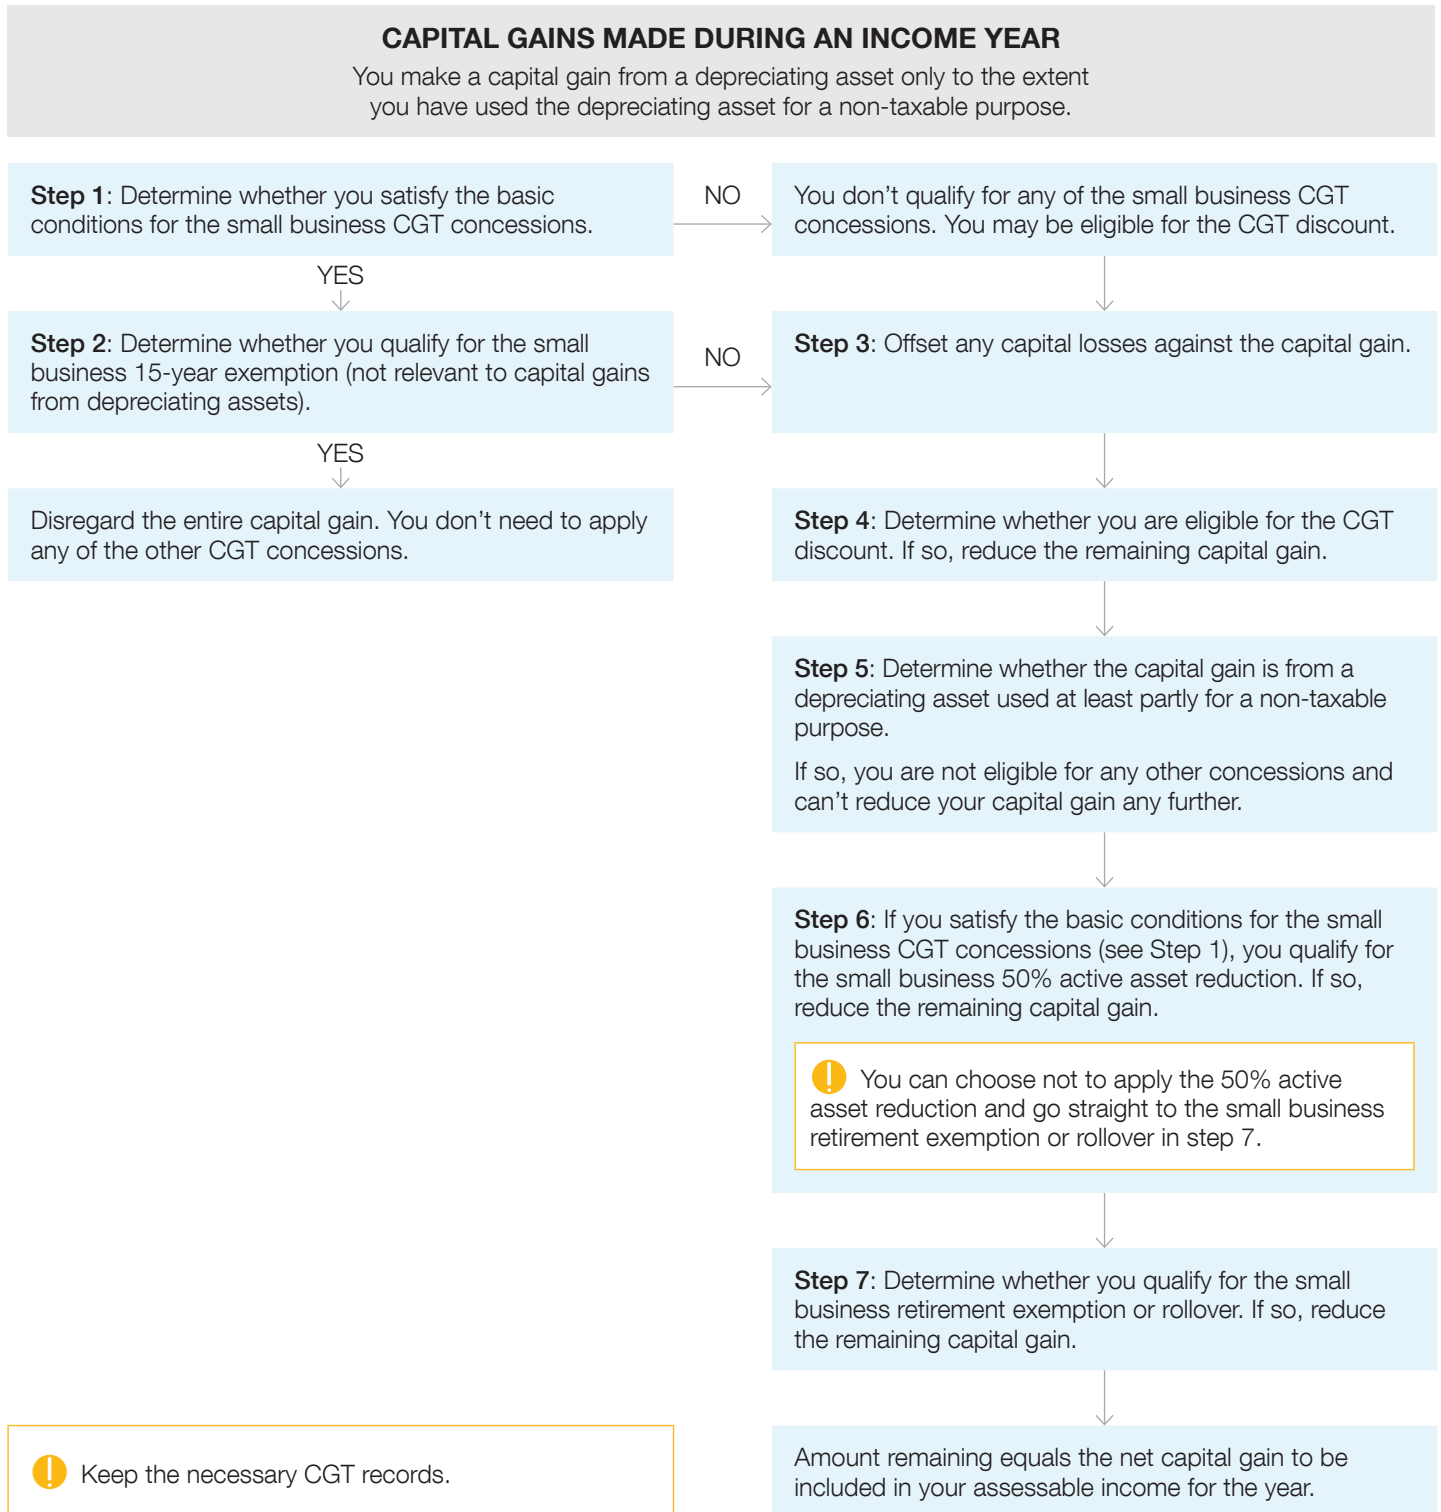 CAPITAL GAINS MADE DURING AN INCOME YEAR
You make a capital gain from a depreciating asset only to the extent
you have used the depreciating asset for a non-taxable purpose.
Step 1: Determine whether you satisfy the basic
conditions for the small business CGT concessions.
NO
You don’t qualify for any of the small business CGT
concessions. You may be eligible for the CGT discount.
YES
Step 2: Determine whether you qualify for the small
business 15-year exemption (not relevant to capital gains
from depreciating assets).
NO
Step 3: Offset any capital losses against the capital gain.
YES
Disregard the entire capital gain. You don’t need to apply
any of the other CGT concessions.
Step 4: Determine whether you are eligible for the CGT
discount. If so, reduce the remaining capital gain.
Step 5: Determine whether the capital gain is from a
depreciating asset used at least partly for a non-taxable
purpose.
If so, you are not eligible for any other concessions and
can’t reduce your capital gain any further.
Step 6: If you satisfy the basic conditions for the small
business CGT concessions (see Step 1), you qualify for
the small business 50% active asset reduction. If so,
reduce the remaining capital gain.
You can choose not to apply the 50% active
asset reduction and go straight to the small business
retirement exemption or rollover in step 7.
Step 7: Determine whether you qualify for the small
business retirement exemption or rollover. If so, reduce
the remaining capital gain.
Keep the necessary CGT records.
Amount remaining equals the net capital gain to be
included in your assessable income for the year.